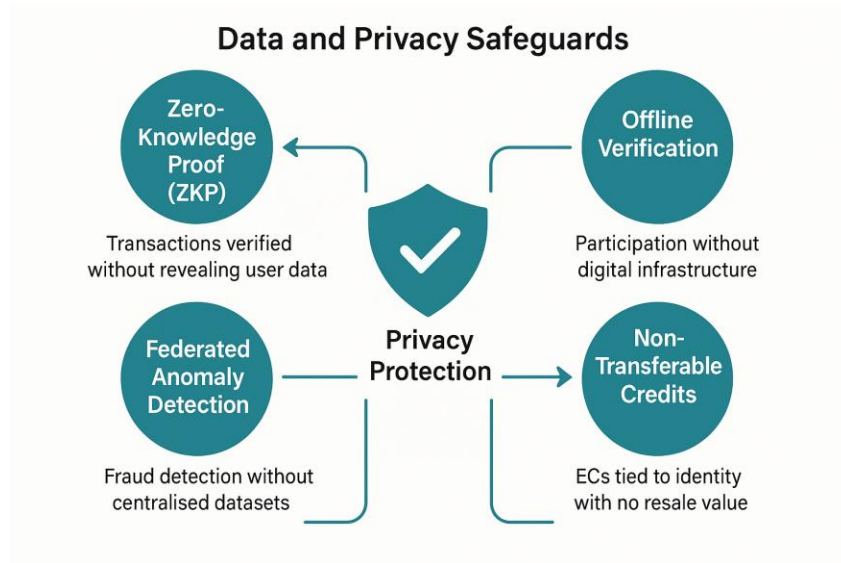 Data and Privacy Safeguards
Zero-
Knowledge
Proof
(ZKP)
Transactions verified
without revealing user data
Offline
Verification
Participation without
digital infrastructure
Privacy
Protection
Federated
Anomaly
Detection
Fraud detection without
centralised datasets
Non-
Transferable
Credits
ECs tied to identity
with no resale value